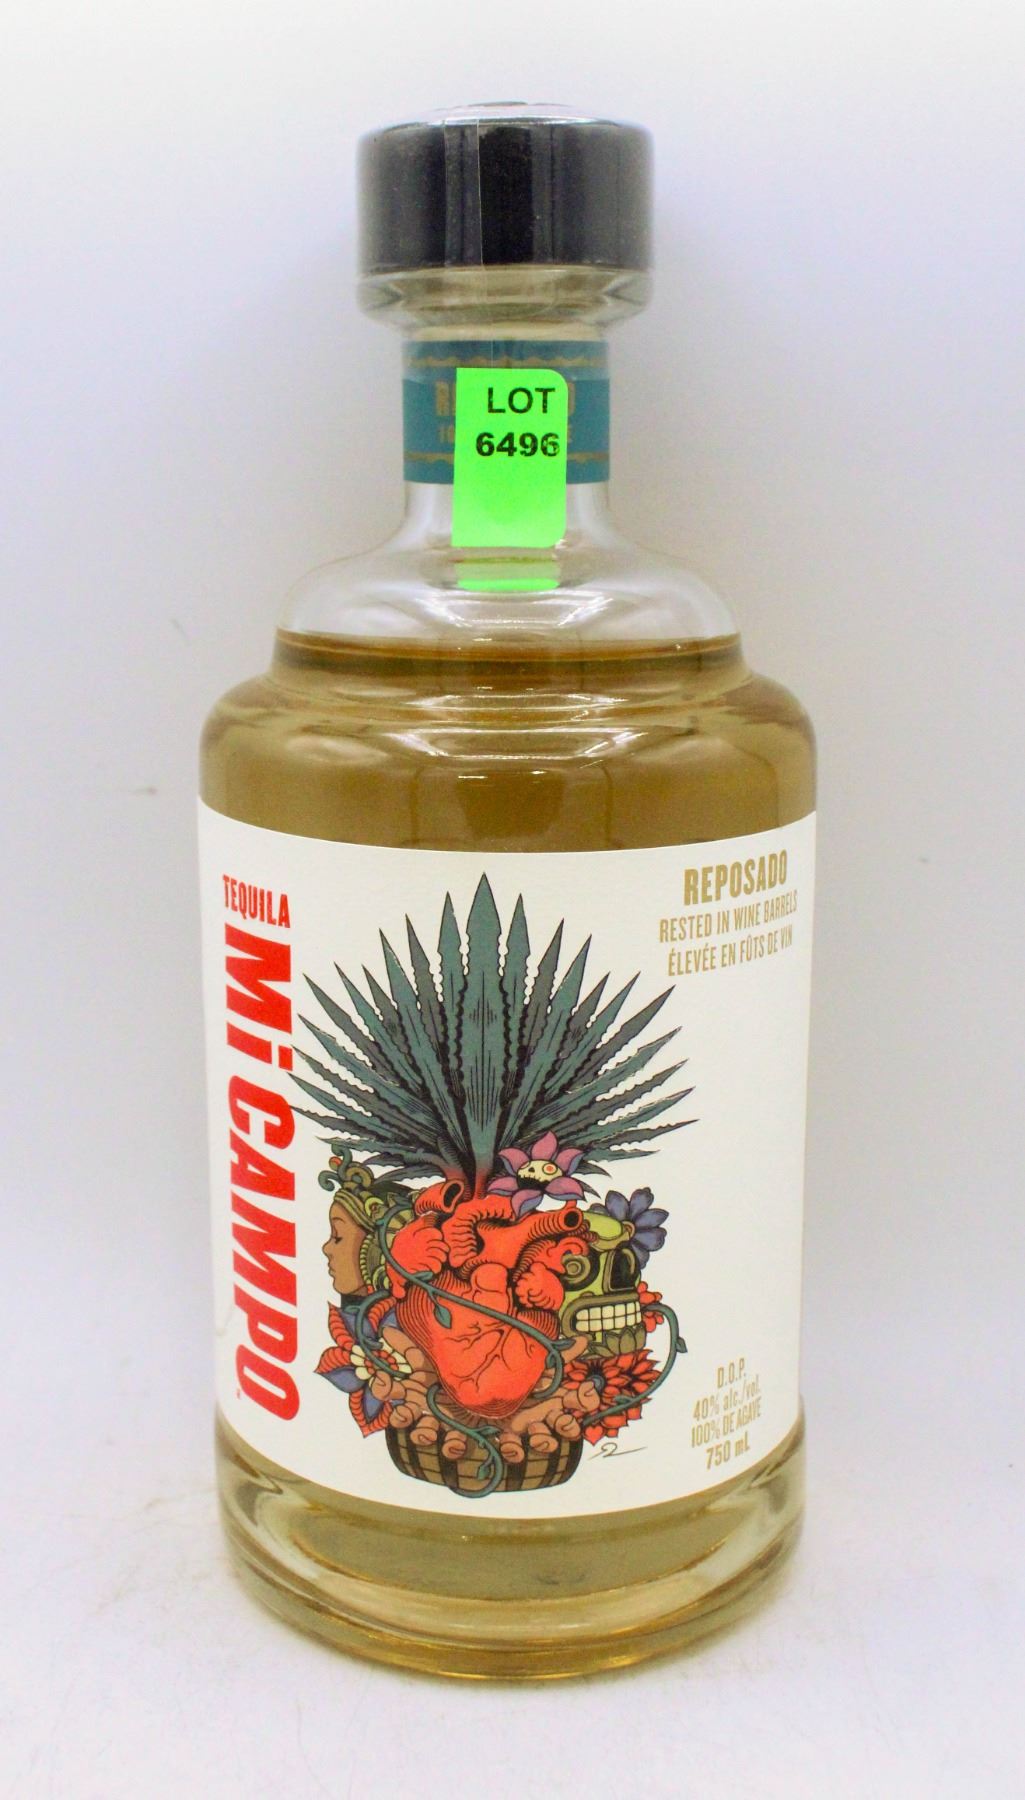 LOT
6496
TEQUILA
Mi CAMPO
REPOSADO
RESTED IN WINE BARRELS
ÉLEVÉE EN FÛTS DE VIN
D.O.P.
40% alc./vol.
100% DE AGAVE
750 mL